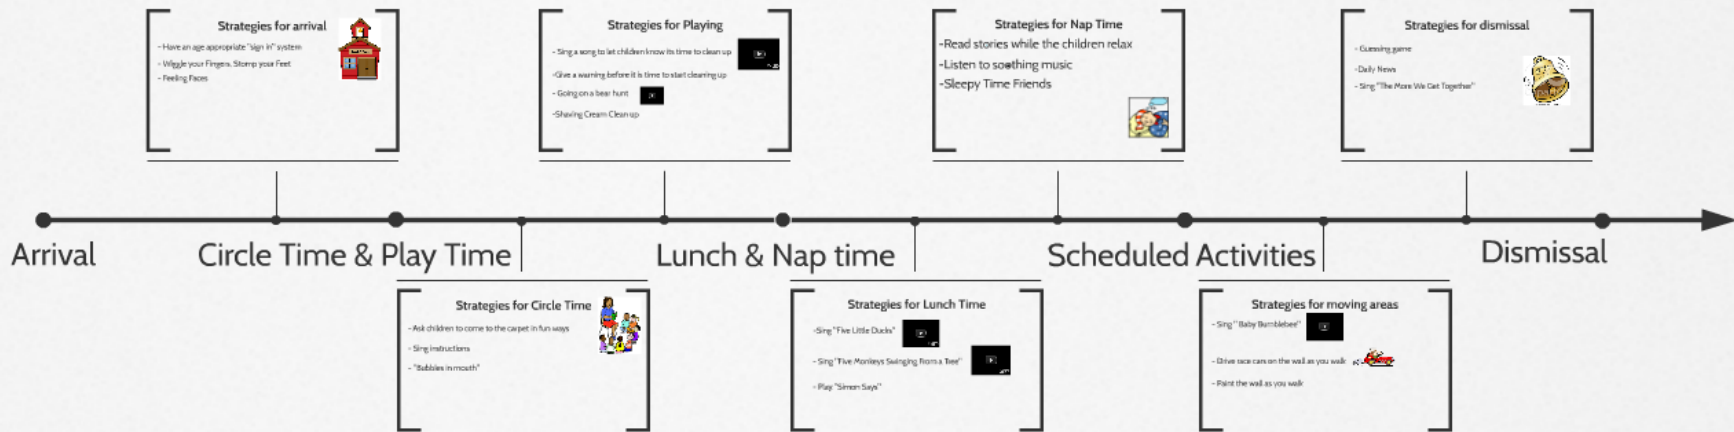 Strategies for arrival
- Have an age appropriate "sign in" system
- Wiggle your Fingers, Stomp your Feet
- Feeling Faces
Strategies for Playing
- Sing a song to let children know its time to clean up
-Give a warning before it is time to start cleaning up
- Going on a bear hunt
-Shaving Cream Clean up
Strategies for Nap Time
-Read stories while the children relax
-Listen to soothing music
-Sleepy Time Friends
Strategies for dismissal
- Guessing game
-Daily News
- Sing "The More We Get Together"
Arrival
Circle Time & Play Time
Lunch & Nap time
Scheduled Activities
Dismissal
Strategies for Circle Time
- Ask children to come to the carpet in fun ways
- Sing instructions
- "Bubbles in mouth"
Strategies for Lunch Time
-Sing "Five Little Ducks"
- Sing "Five Monkeys Swinging From a Tree"
- Play "Simon Says"
Strategies for moving areas
- Sing "Baby Bumblebee"
- Drive race cars on the wall as you walk
- Paint the wall as you walk